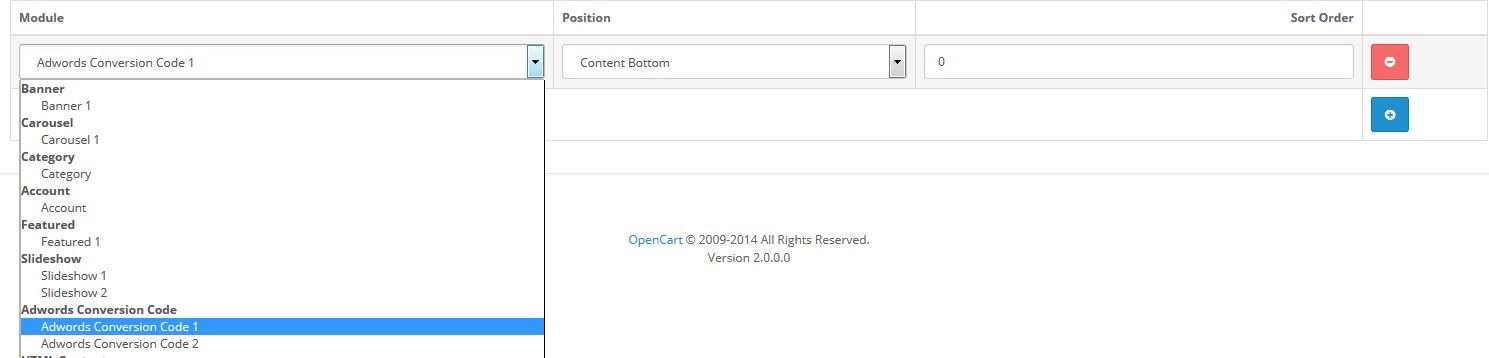 Module Position Sort Order
Adwords Conversion Code 1 Content Bottom 0
Banner
Banner 1
Carousel
Carousel 1
Category
Category
Account
Account
Featured
Featured 1
Slideshow
Slideshow 1
Slideshow 2
Adwords Conversion Code
Adwords Conversion Code 1
Adwords Conversion Code 2
OpenCart © 2009-2014 All Rights Reserved.
Version 2.0.0.0